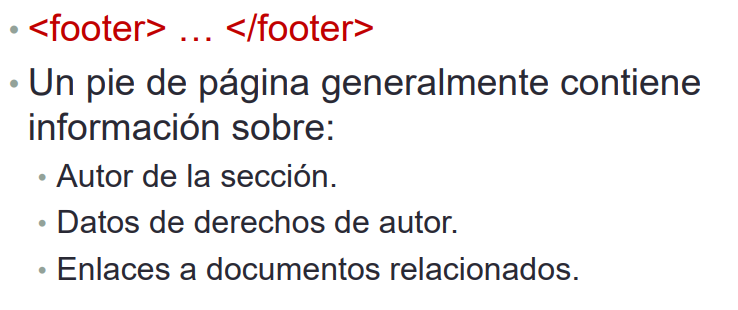 • <footer> … </footer>
• Un pie de página generalmente contiene
información sobre:
• Autor de la sección.
• Datos de derechos de autor.
• Enlaces a documentos relacionados.